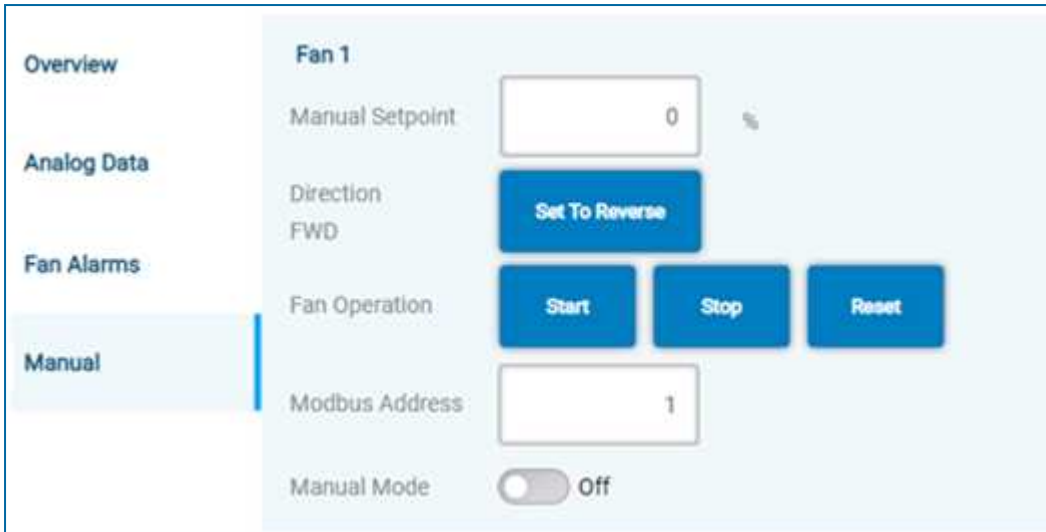 Overview
Analog Data
Fan Alarms
Manual
Fan 1
Manual Setpoint 0 %
Direction
FWD
Set To Reverse
Fan Operation Start Stop Reset
Modbus Address 1
Manual Mode Off